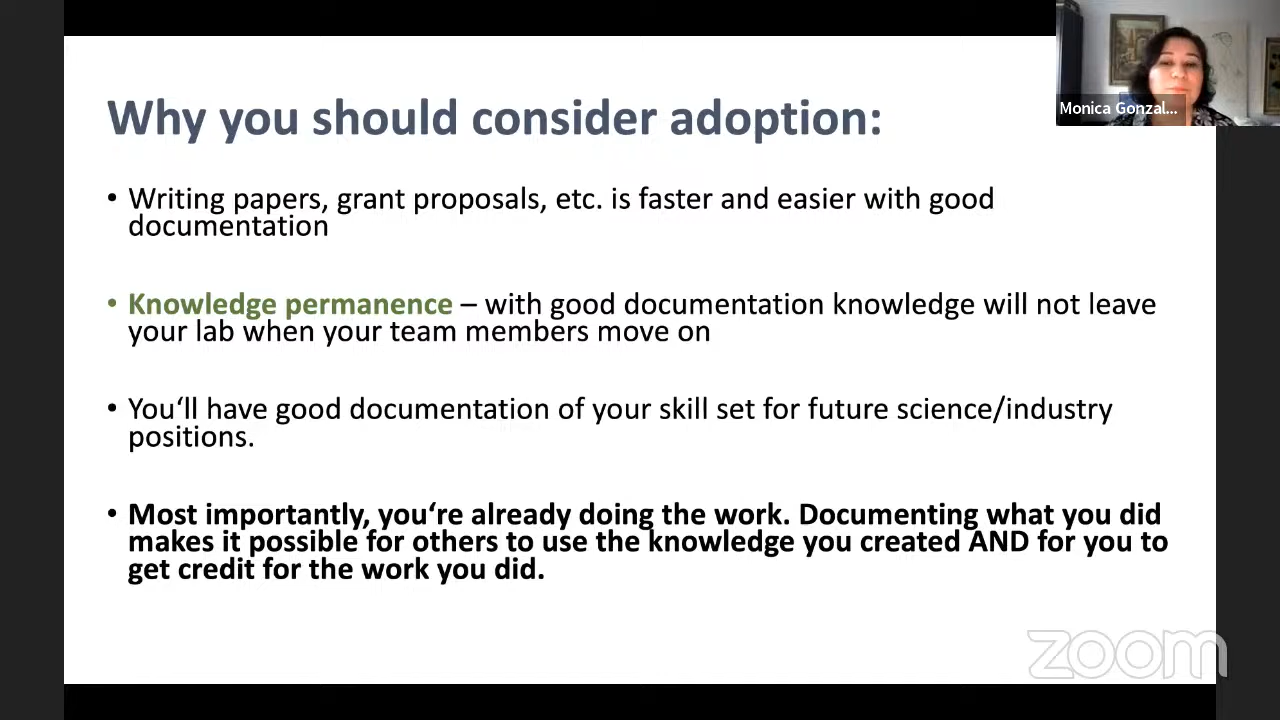 Why you should consider adoption:
Monica Gonzal...
• Writing papers, grant proposals, etc. is faster and easier with good
documentation
• Knowledge permanence – with good documentation knowledge will not leave
your lab when your team members move on
• You‘ll have good documentation of your skill set for future science/industry
positions.
• Most importantly, you‘re already doing the work. Documenting what you did
makes it possible for others to use the knowledge you created AND for you to
get credit for the work you did.
zoom